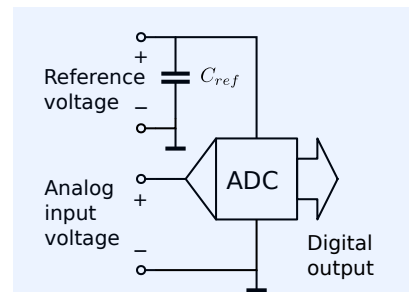 +
Reference
voltage
C_ref
−
ADC
Analog
input
voltage
+
−
Digital
output